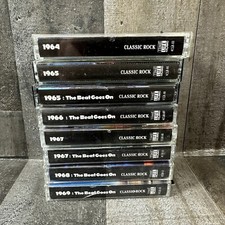 1964 CLASSIC ROCK
1965 CLASSIC ROCK
1965 : The Beat Goes On CLASSIC ROCK
1966 : The Beat Goes On CLASSIC ROCK
1967 CLASSIC ROCK
1967 : The Beat Goes On CLASSIC ROCK
1968 : The Beat Goes On CLASSIC ROCK
1969 : The Beat Goes On CLASSIC ROCK